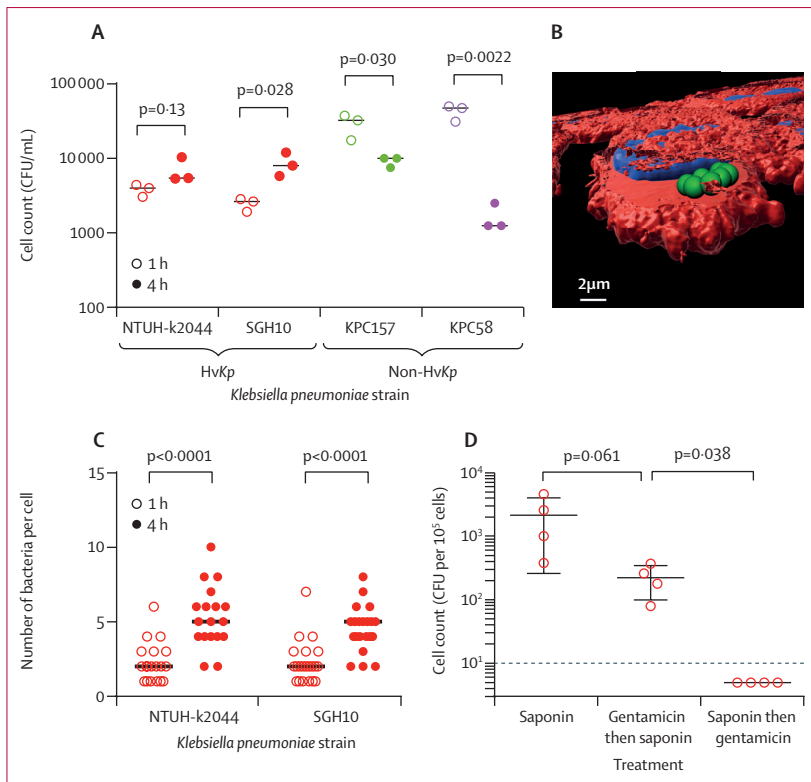 A
p=0·13
p=0·028
p=0·030
p=0·0022
100 000
10 000
1000
100
Cell count (CFU/mL)
1 h
4 h
NTUH-k2044
SGH10
KPC157
KPC58
HvKp
Non-HvKp
Klebsiella pneumoniae strain
B
2µm
C
p<0·0001
p<0·0001
15
10
5
0
Number of bacteria per cell
1 h
4 h
NTUH-k2044
SGH10
Klebsiella pneumoniae strain
D
p=0·061
p=0·038
10⁴
10³
10²
10¹
Cell count (CFU per 10⁵ cells)
Saponin
Gentamicin
then saponin
Saponin then
gentamicin
Treatment